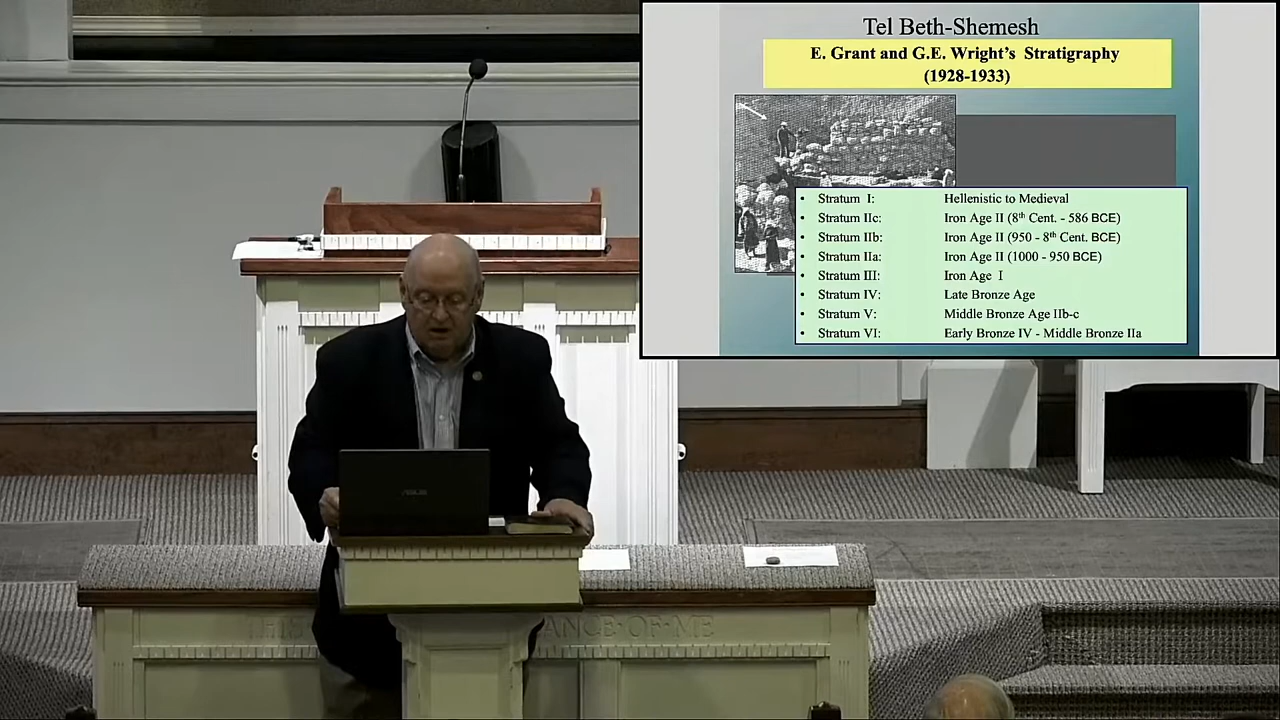 Tel Beth-Shemesh
E. Grant and G.E. Wright's Stratigraphy
(1928-1933)
• Stratum I: Hellenistic to Medieval
• Stratum IIc: Iron Age II (8th Cent. - 586 BCE)
• Stratum IIb: Iron Age II (950 - 8th Cent. BCE)
• Stratum IIa: Iron Age II (1000 - 950 BCE)
• Stratum III: Iron Age I
• Stratum IV: Late Bronze Age
• Stratum V: Middle Bronze Age IIb-c
• Stratum VI: Early Bronze IV - Middle Bronze IIa
ASUS
THIS ANCE·OF·ME